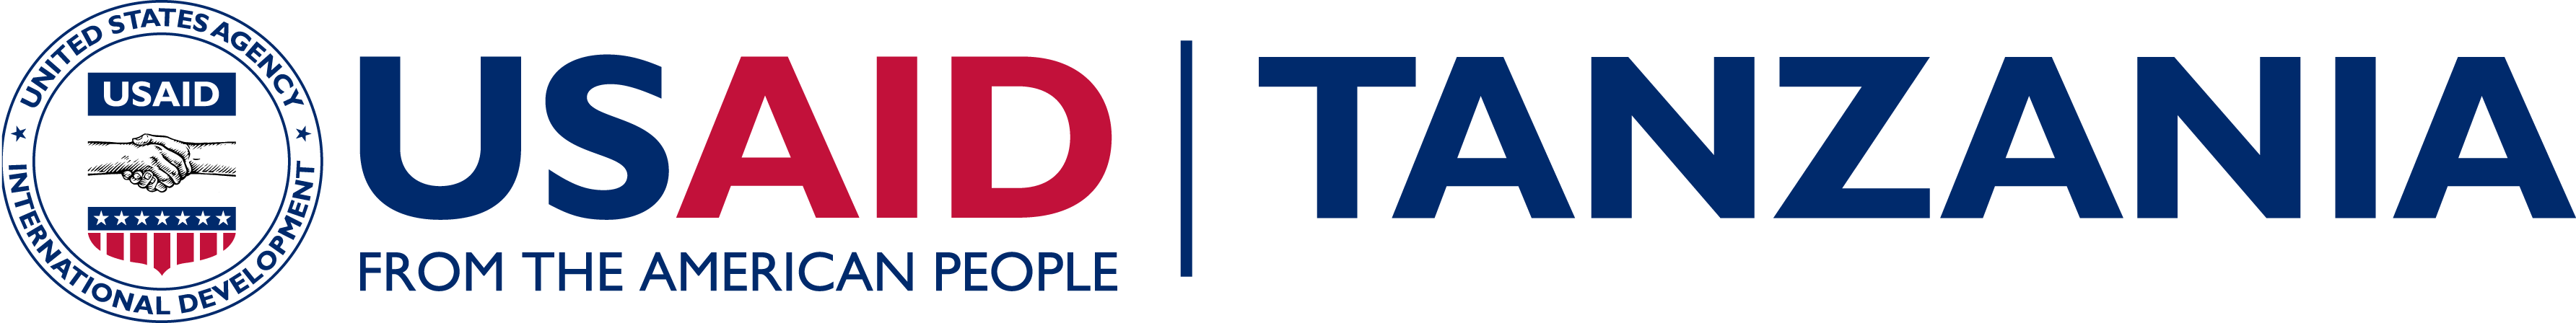 UNITED STATES AGENCY
INTERNATIONAL DEVELOPMENT
USAID
USAID
FROM THE AMERICAN PEOPLE
TANZANIA